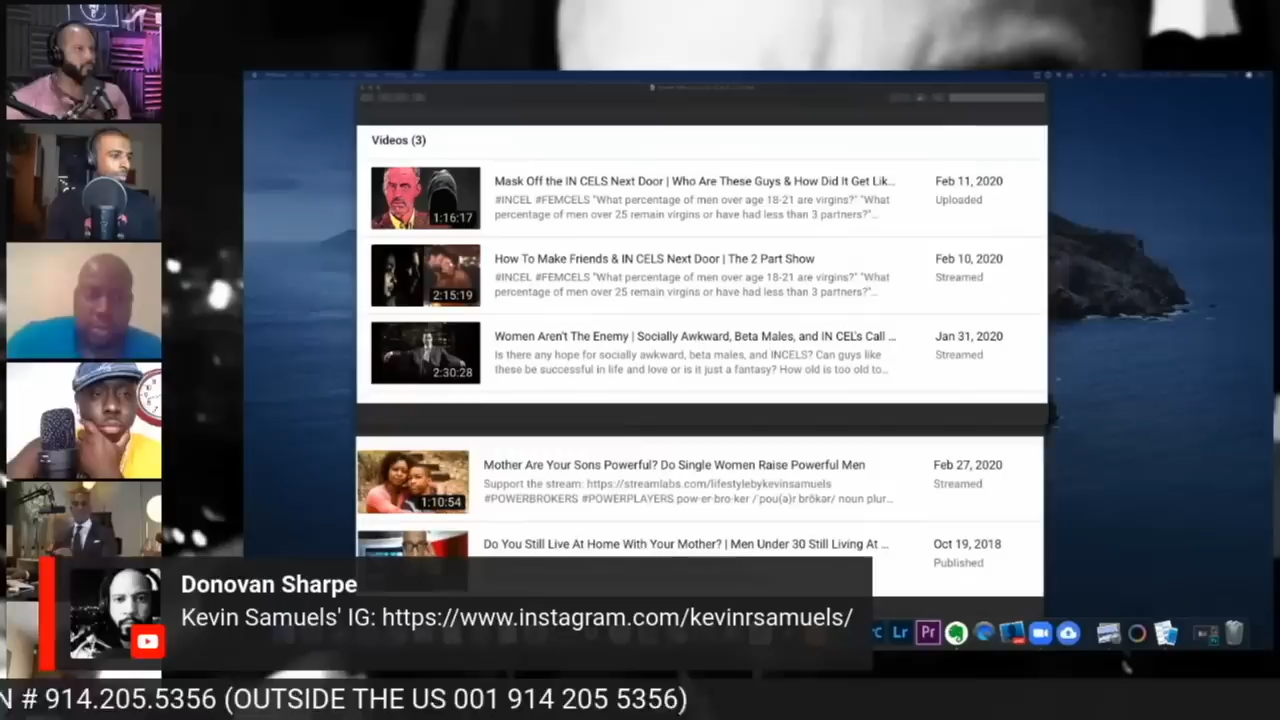 Videos (3)
1:16:17
Mask Off the IN CELS Next Door | Who Are These Guys & How Did It Get Lik...
#INCEL #FEMCELS "What percentage of men over age 18-21 are virgins?" "What
percentage of men over 25 remain virgins or have had less than 3 partners?"...
Feb 11, 2020
Uploaded
2:15:19
How To Make Friends & IN CELS Next Door | The 2 Part Show
#INCEL #FEMCELS "What percentage of men over age 18-21 are virgins?" "What
percentage of men over 25 remain virgins or have had less than 3 partners?"...
Feb 10, 2020
Streamed
2:30:28
Women Aren't The Enemy | Socially Awkward, Beta Males, and IN CEL's Call ...
Is there any hope for socially awkward, beta males, and INCELS? Can guys like
these be successful in life and love or is it just a fantasy? How old is too old to...
Jan 31, 2020
Streamed
1:10:54
Mother Are Your Sons Powerful? Do Single Women Raise Powerful Men
Support the stream: https://streamlabs.com/lifestylebykevinsamuels
#POWERBROKERS #POWERPLAYERS pow·er·bro·ker /ˈpou(ə)r ˌbrōkər/ noun plur...
Feb 27, 2020
Streamed
Do You Still Live At Home With Your Mother? | Men Under 30 Still Living At ...
Oct 19, 2018
Published
Donovan Sharpe
Kevin Samuels' IG: https://www.instagram.com/kevinrsamuels/
Lr
Pr
N # 914.205.5356 (OUTSIDE THE US 001 914 205 5356)